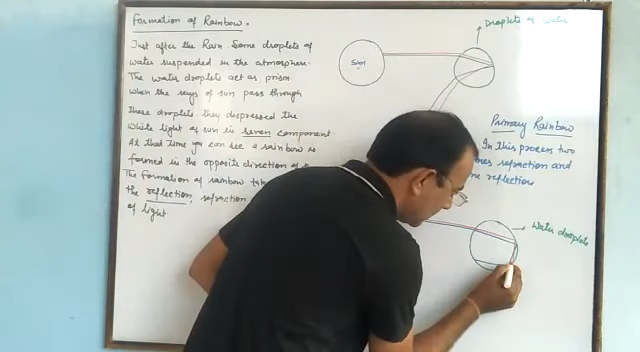 Formation of Rainbow.
Just after the Rain Some droplets of
water suspended in the atmosphere.
The water droplets act as prism
when the rays of sun pass through
these droplets they dispressed the
white light of sun in seven component
At that time you can see a rainbow is
formed in the opposite direction of
The formation of rainbow
the reflection, refraction
of light
Sun
Droplets of water
Primary Rainbow
In this process two
refraction and
reflection
Water droplets